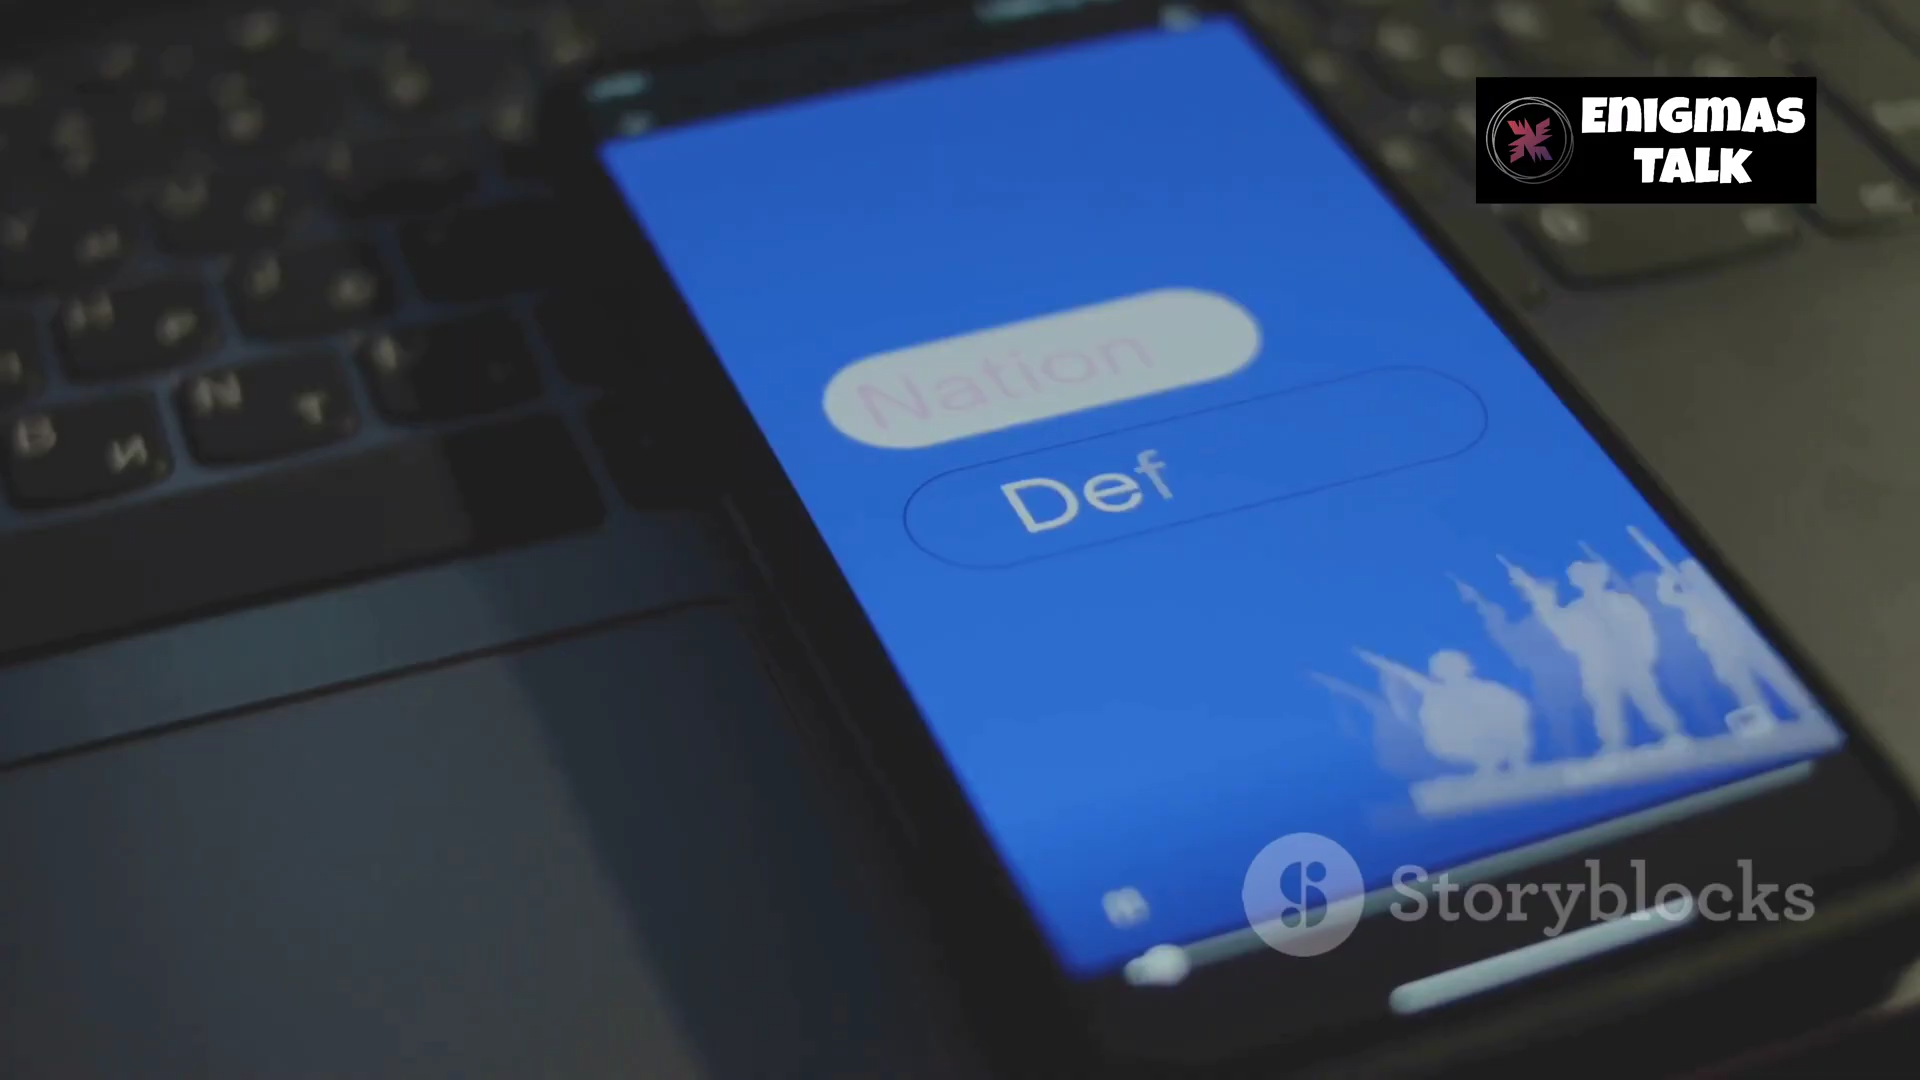 ENIGMAS
TALK
Nation
Def
В И
N Т
Storyblocks